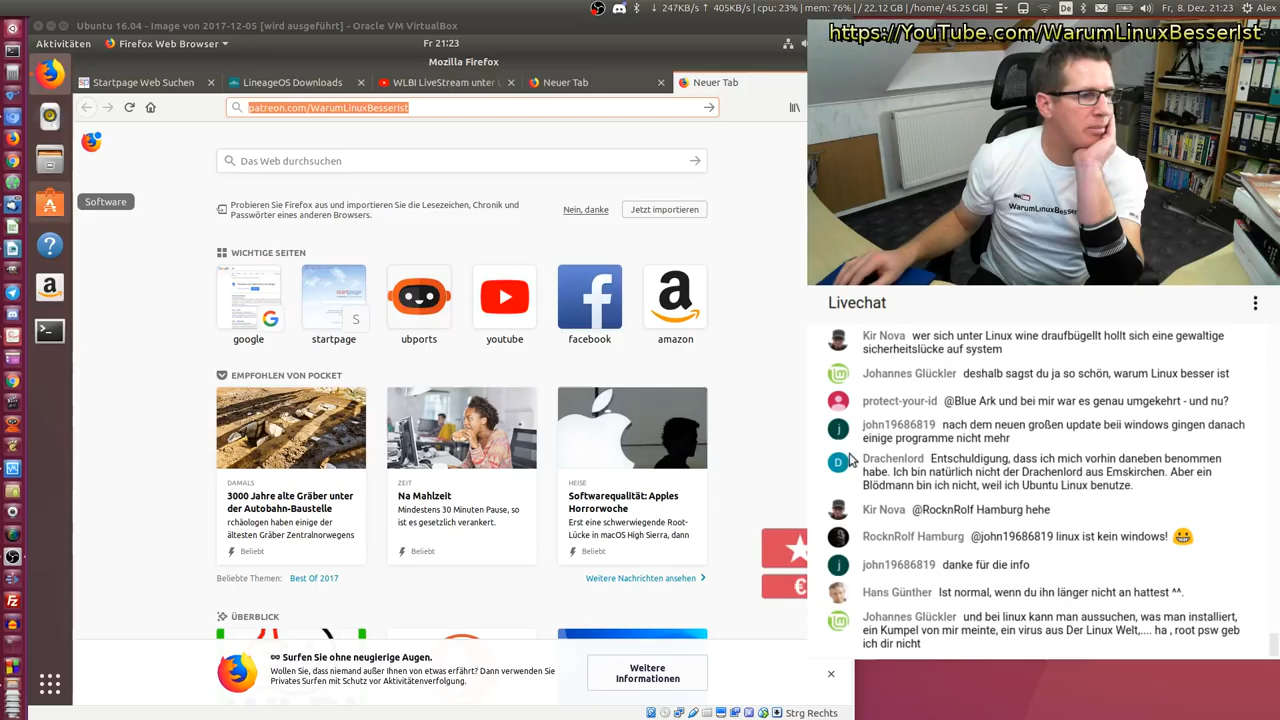 Ubuntu 16.04 - Image von 2017-12-05 [wird ausgeführt] - Oracle VM VirtualBox
247KB/s 405KB/s cpu: 23% mem: 76% / 22.12 GB /home/45.25 GB De Fr, 8. Dez, 21:23 Alex
https://YouTube.com/WarumLinuxBesserIst
Aktivitäten Firefox Web Browser Fr 21:23
Mozilla Firefox
Startpage Web Suchen LineageOS Downloads WLBI LiveStream unter L Neuer Tab Neuer Tab
patreon.com/WarumLinuxBesserIst
Das Web durchsuchen
Software
Probieren Sie Firefox aus und importieren Sie die Lesezeichen, Chronik und
Passwörter eines anderen Browsers.
Nein, danke Jetzt importieren
WICHTIGE SEITEN
google startpage ubports youtube facebook amazon
EMPFOHLEN VON POCKET
DAMALS
3000 Jahre alte Gräber unter
der Autobahn-Baustelle
rchäologen haben eine der
ältesten Gräber Zentralnorwegens
Beliebt
ZEIT
Na Mahlzeit
Mindestens 30 Minuten Pause, so
ist es gesetzlich verankert.
Beliebt
HEISE
Softwarequalität: Apples
Horrorwoche
Erst eine schwerwiegende Root-
Lücke in macOS High Sierra, dann
Beliebt
Beliebte Themen: Best Of 2017
Weitere Nachrichten ansehen
ÜBERBLICK
Surfen Sie ohne neugierige Augen.
Wollen Sie, dass niemand außer Ihnen von etwas erfährt? Dann verwenden Sie
Privates Surfen mit Schutz vor Aktivitätenverfolgung.
Weitere
Informationen
Strg Rechts
WarumLinuxBesser
Livechat
Kir Nova wer sich unter Linux wine draufbügellt hollt sich eine gewaltige
sicherheitslücke auf system
Johannes Glückler deshalb sagst du ja so schön, warum Linux besser ist
protect-your-id @Blue Ark und bei mir war es genau umgekehrt - und nu?
john19686819 nach dem neuen großen update beii windows gingen danach
einige programme nicht mehr
Drachenlord Entschuldigung, dass ich mich vorhin daneben benommen
habe. Ich bin natürlich nicht der Drachenlord aus Emskirchen. Aber ein
Blödmann bin ich nicht, weil ich Ubuntu Linux benutze.
Kir Nova @RocknRolf Hamburg hehe
RocknRolf Hamburg @john19686819 linux ist kein windows!
john19686819 danke für die info
Hans Günther Ist normal, wenn du ihn länger nicht an hattest ^^.
Johannes Glückler und bei linux kann man aussuchen, was man installiert,
ein Kumpel von mir meinte, ein virus aus Der Linux Welt,.... ha , root psw geb
ich dir nicht